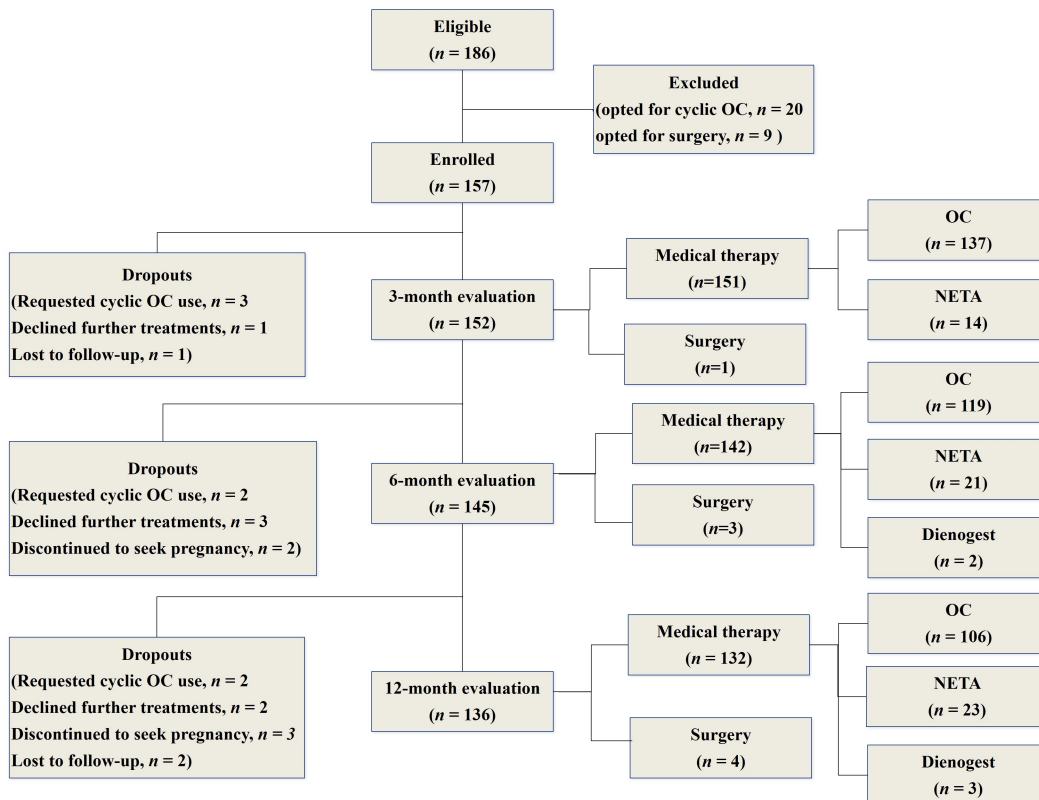 Eligible
(n = 186)
Excluded
(opted for cyclic OC, n = 20
opted for surgery, n = 9 )
Enrolled
(n = 157)
Dropouts
(Requested cyclic OC use, n = 3
Declined further treatments, n = 1
Lost to follow-up, n = 1)
3-month evaluation
(n = 152)
Medical therapy
(n=151)
OC
(n = 137)
NETA
(n = 14)
Surgery
(n=1)
Dropouts
(Requested cyclic OC use, n = 2
Declined further treatments, n = 3
Discontinued to seek pregnancy, n = 2)
6-month evaluation
(n = 145)
Medical therapy
(n=142)
OC
(n = 119)
NETA
(n = 21)
Dienogest
(n = 2)
Surgery
(n=3)
Dropouts
(Requested cyclic OC use, n = 2
Declined further treatments, n = 2
Discontinued to seek pregnancy, n = 3
Lost to follow-up, n = 2)
12-month evaluation
(n = 136)
Medical therapy
(n = 132)
OC
(n = 106)
NETA
(n = 23)
Dienogest
(n = 3)
Surgery
(n = 4)